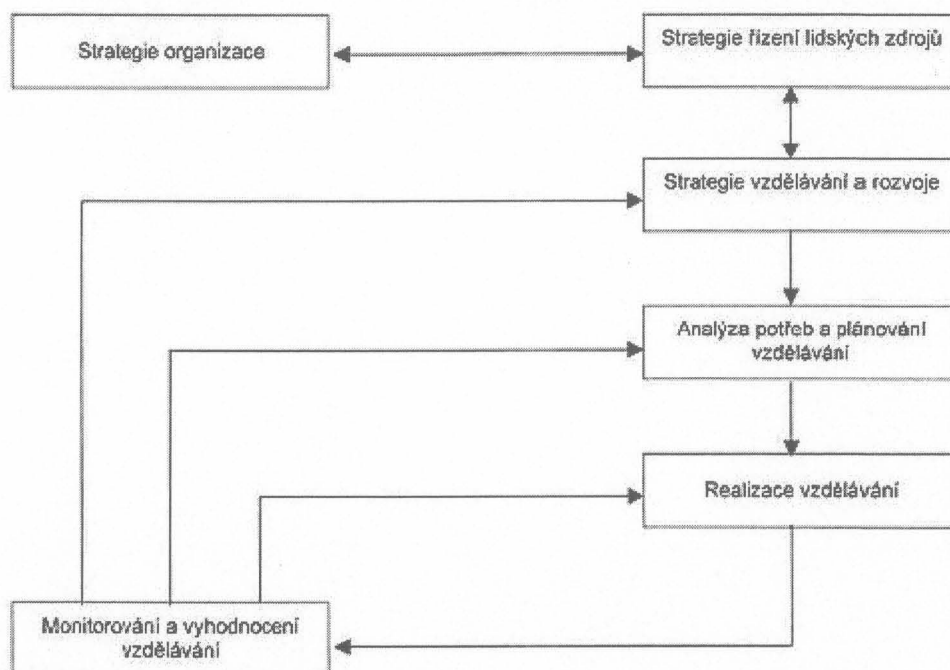 Strategie organizace
Strategie řízení lidských zdrojů
Strategie vzdělávání a rozvoje
Analýza potřeb a plánování
vzdělávání
Realizace vzdělávání
Monitorování a vyhodnocení
vzdělávání